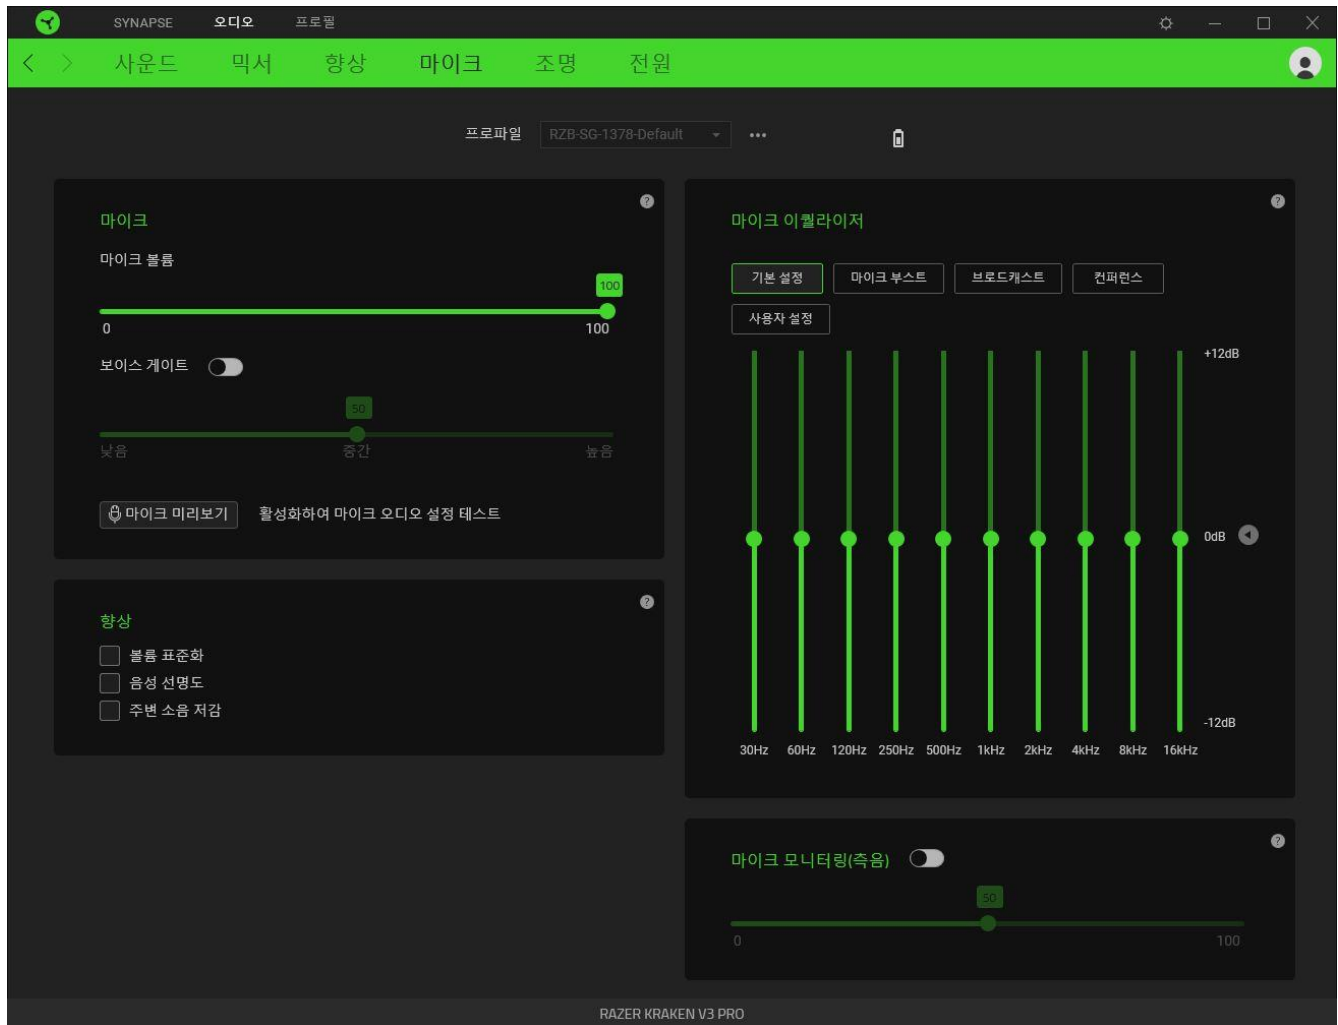 SYNAPSE 오디오 프로필
사운드 믹서 향상 마이크 조명 전원
프로파일 RZB-SG-1378-Default
마이크
마이크 볼륨
100
0 100
보이스 게이트
50
낮음 중간 높음
마이크 미리보기 활성화하여 마이크 오디오 설정 테스트
향상
볼륨 표준화
음성 선명도
주변 소음 저감
마이크 이퀄라이저
기본 설정 마이크 부스트 브로드캐스트 컨퍼런스
사용자 설정
+12dB
0dB
-12dB
30Hz 60Hz 120Hz 250Hz 500Hz 1kHz 2kHz 4kHz 8kHz 16kHz
마이크 모니터링(측음)
50
0 100
RAZER KRAKEN V3 PRO